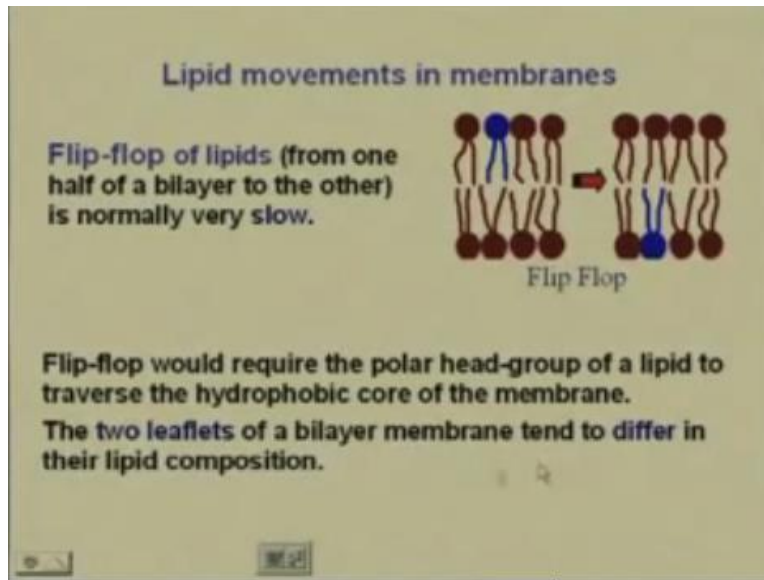 Lipid movements in membranes
Flip-flop of lipids (from one
half of a bilayer to the other)
is normally very slow.
Flip Flop
Flip-flop would require the polar head-group of a lipid to
traverse the hydrophobic core of the membrane.
The two leaflets of a bilayer membrane tend to differ in
their lipid composition.